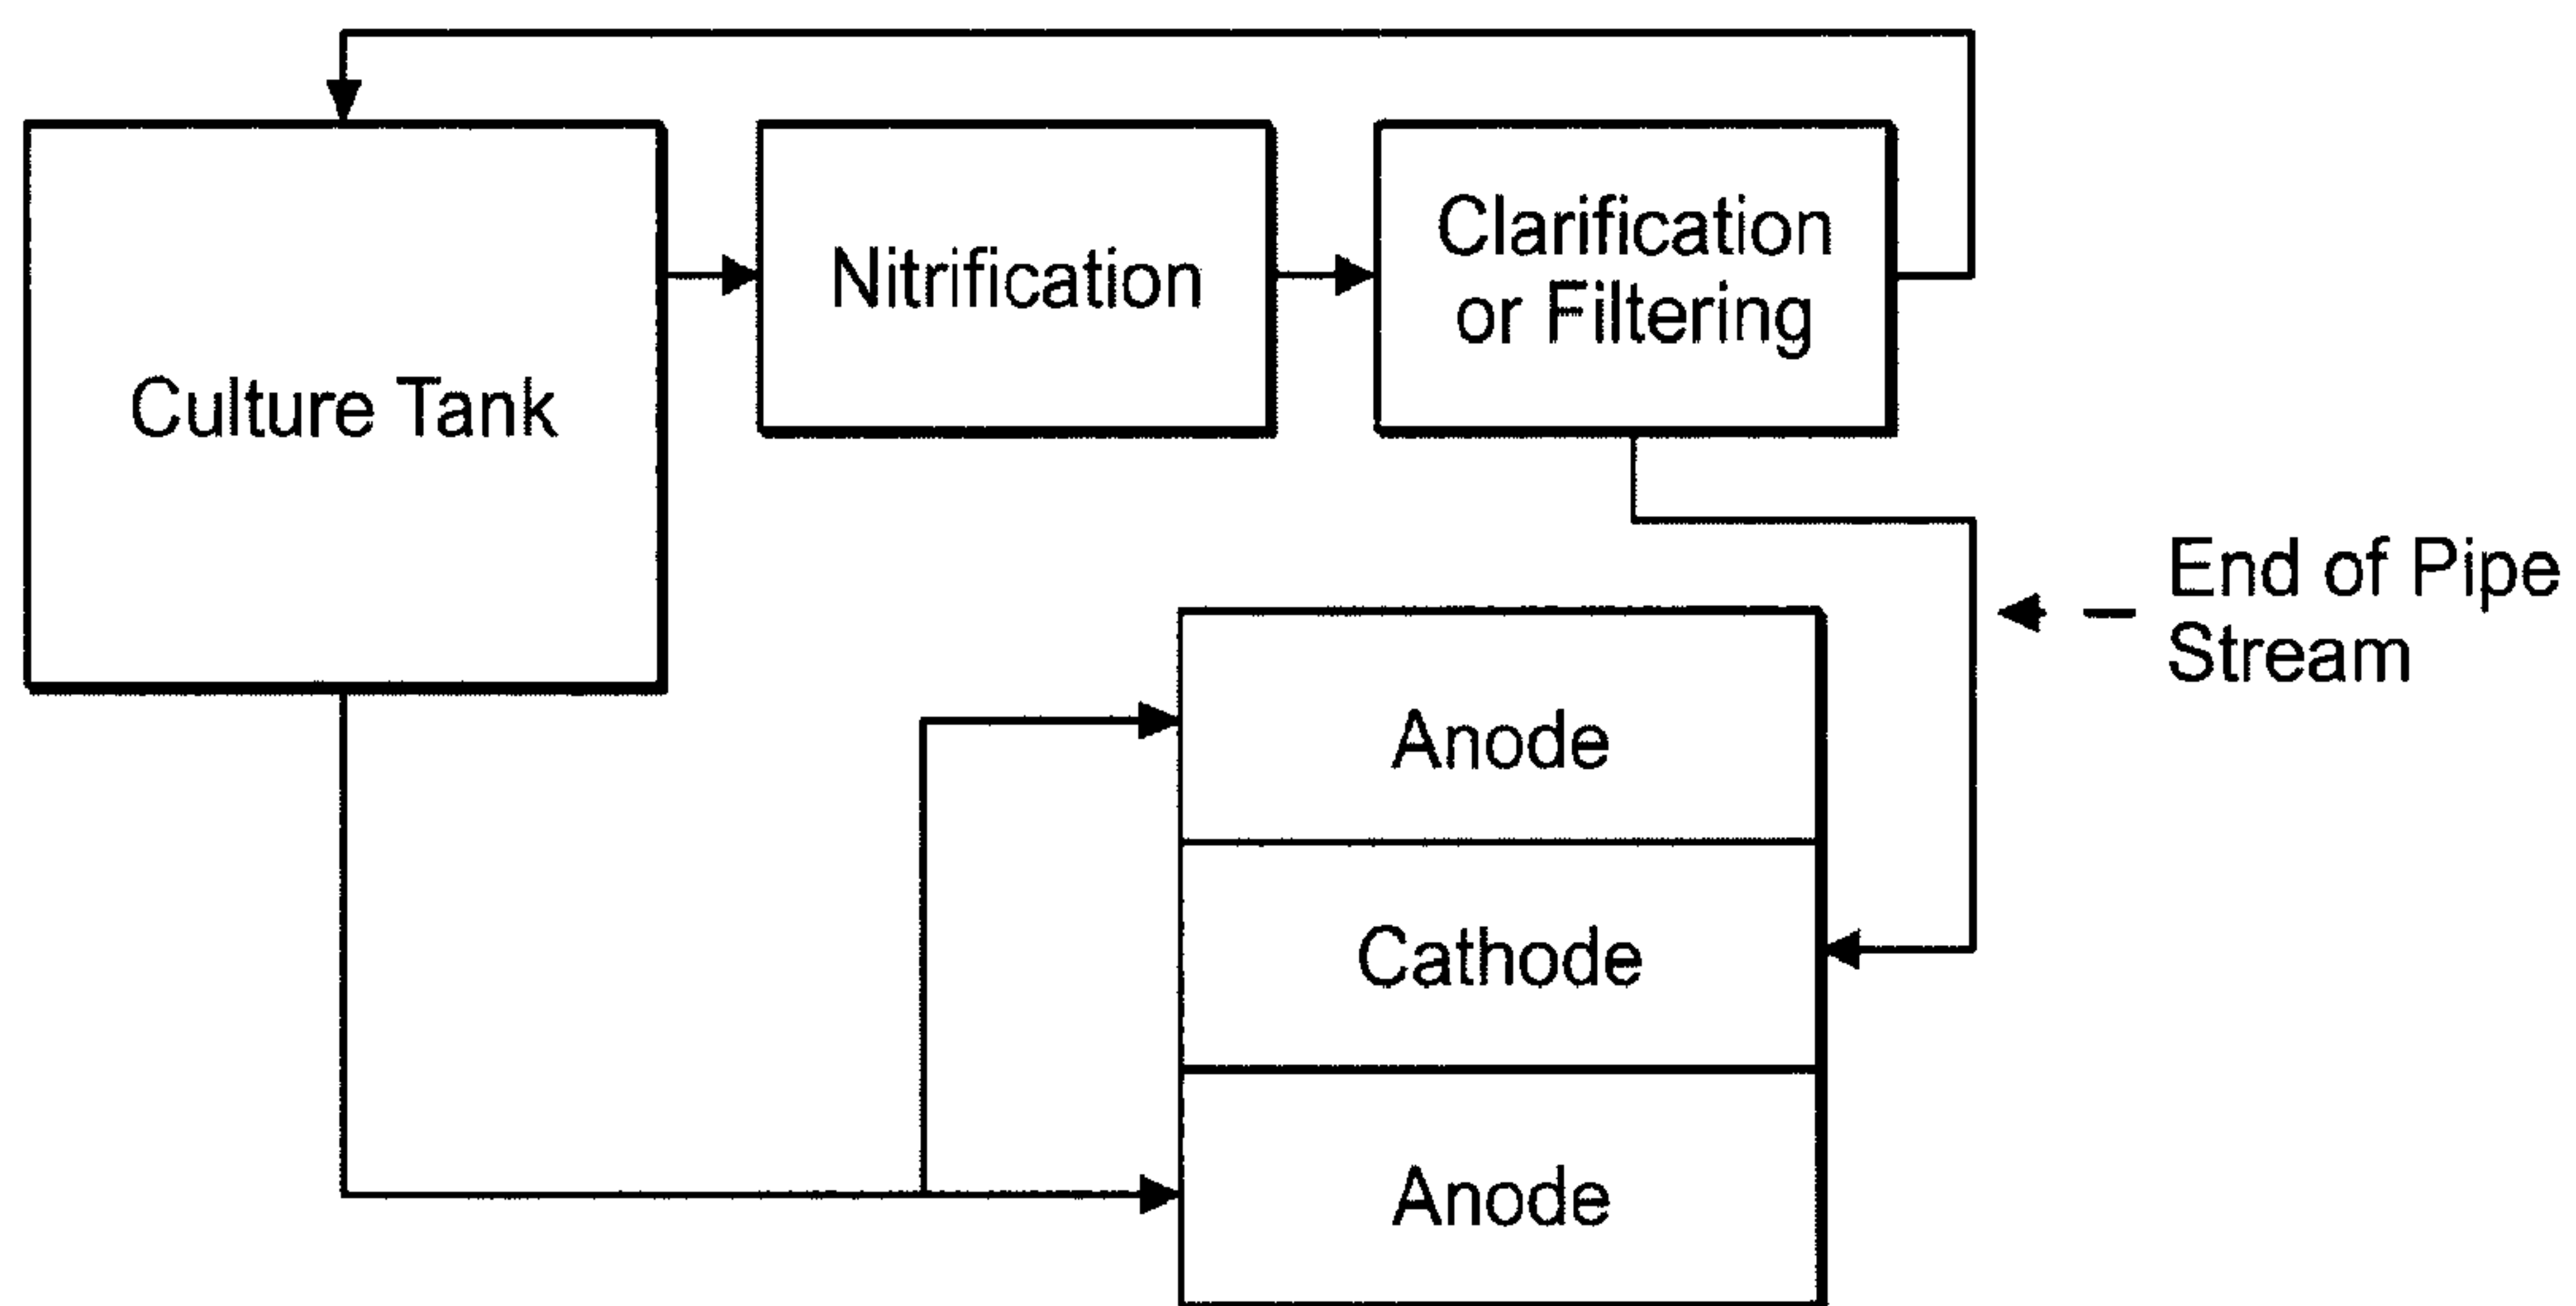 Culture Tank
Nitrification
Clarification
or Filtering
End of Pipe
Stream
Anode
Cathode
Anode